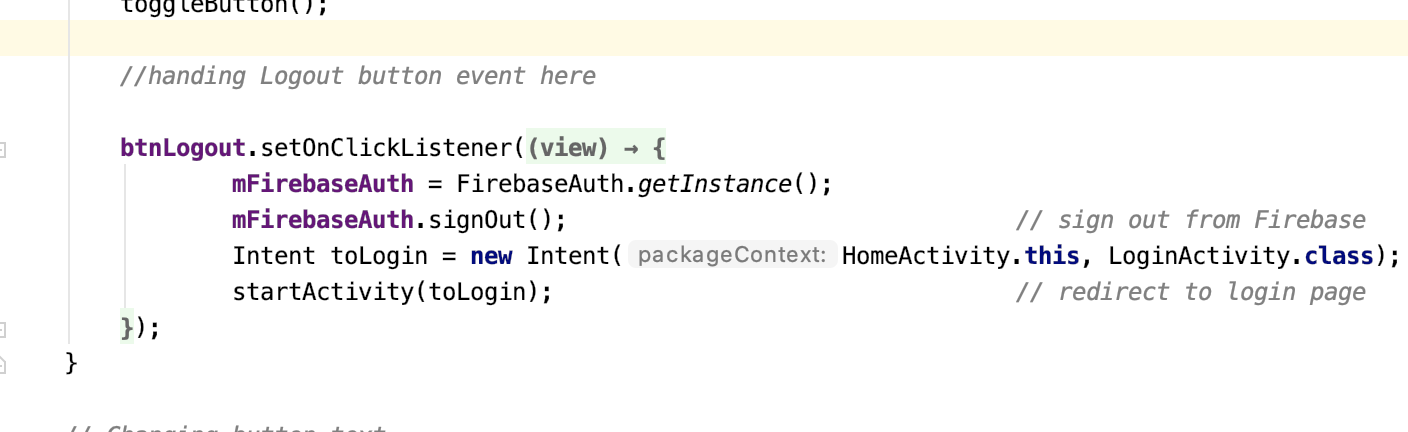 toggleButton();
//handing Logout button event here
btnLogout.setOnClickListener((view) → {
mFirebaseAuth = FirebaseAuth.getInstance();
mFirebaseAuth.signOut(); // sign out from Firebase
Intent toLogin = new Intent( packageContext: HomeActivity.this, LoginActivity.class);
startActivity(toLogin); // redirect to login page
});
}
// Changing button text